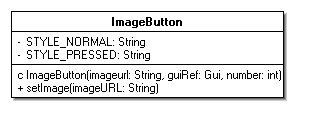 ImageButton
- STYLE_NORMAL: String
- STYLE_PRESSED: String
c ImageButton(imageurl: String, guiRef: Gui, number: int)
+ setImage(imageURL: String)